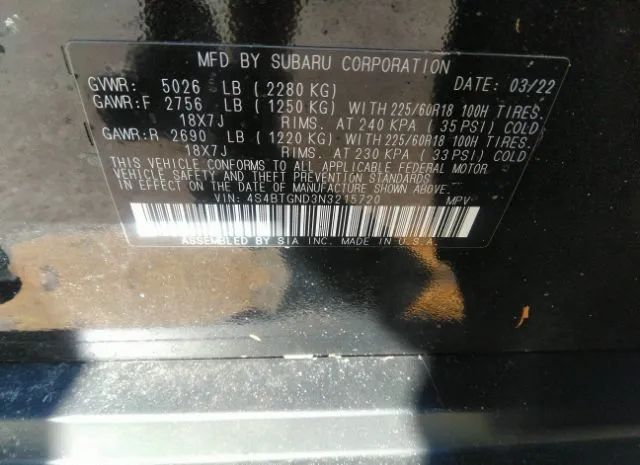 MFD BY SUBARU CORPORATION
GVWR: 5026 LB (2280 KG) DATE: 03/22
GAWR:F 2756 LB (1250 KG) WITH 225/60R18 100H TIRES.
18X7J RIMS. AT 240 KPA (35 PSI) COLD
GAWR:R 2690 LB (1220 KG) WITH 225/60R18 100H TIRES.
18X7J RIMS. AT 230 KPA (33 PSI) COLD
THIS VEHICLE CONFORMS TO ALL APPLICABLE FEDERAL MOTOR
VEHICLE SAFETY AND THEFT PREVENTION STANDARDS
IN EFFECT ON THE DATE OF MANUFACTURE SHOWN ABOVE.
VIN: 4S4BTGND3N3215720 MPV
ASSEMBLED BY SIA INC. MADE IN U.S.A.